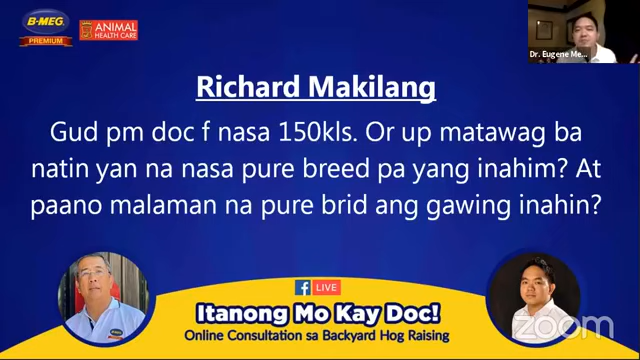 B-MEG
PREMIUM
ANIMAL
HEALTH CARE
Dr. Eugene Me...
Richard Makilang
Gud pm doc f nasa 150kls. Or up matawag ba
natin yan na nasa pure breed pa yang inahim? At
paano malaman na pure brid ang gawing inahin?
f LIVE
Itanong Mo Kay Doc!
Online Consultation sa Backyard Hog Raising
zoom